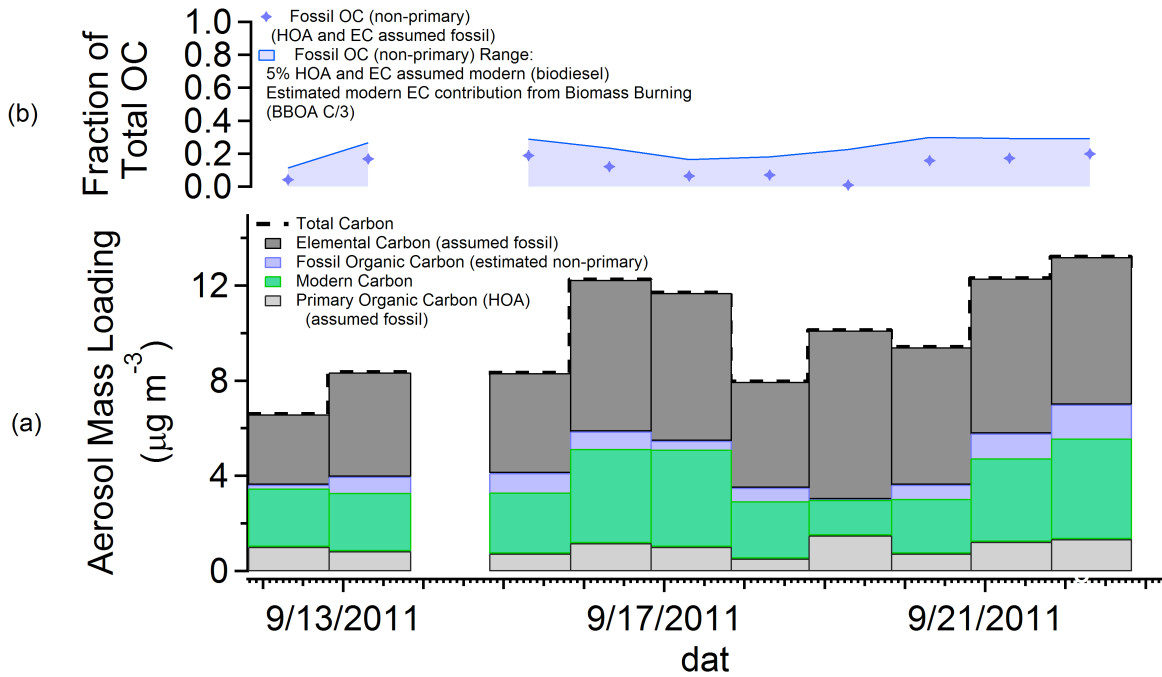 (b)
Fraction of
Total OC
1.0
0.8
0.6
0.4
0.2
0.0
Fossil OC (non-primary)
(HOA and EC assumed fossil)
Fossil OC (non-primary) Range:
5% HOA and EC assumed modern (biodiesel)
Estimated modern EC contribution from Biomass Burning
(BBOA C/3)
(a)
Aerosol Mass Loading
(μg m-3)
12
8
4
0
Total Carbon
Elemental Carbon (assumed fossil)
Fossil Organic Carbon (estimated non-primary)
Modern Carbon
Primary Organic Carbon (HOA)
(assumed fossil)
9/13/2011
9/17/2011
9/21/2011
dat